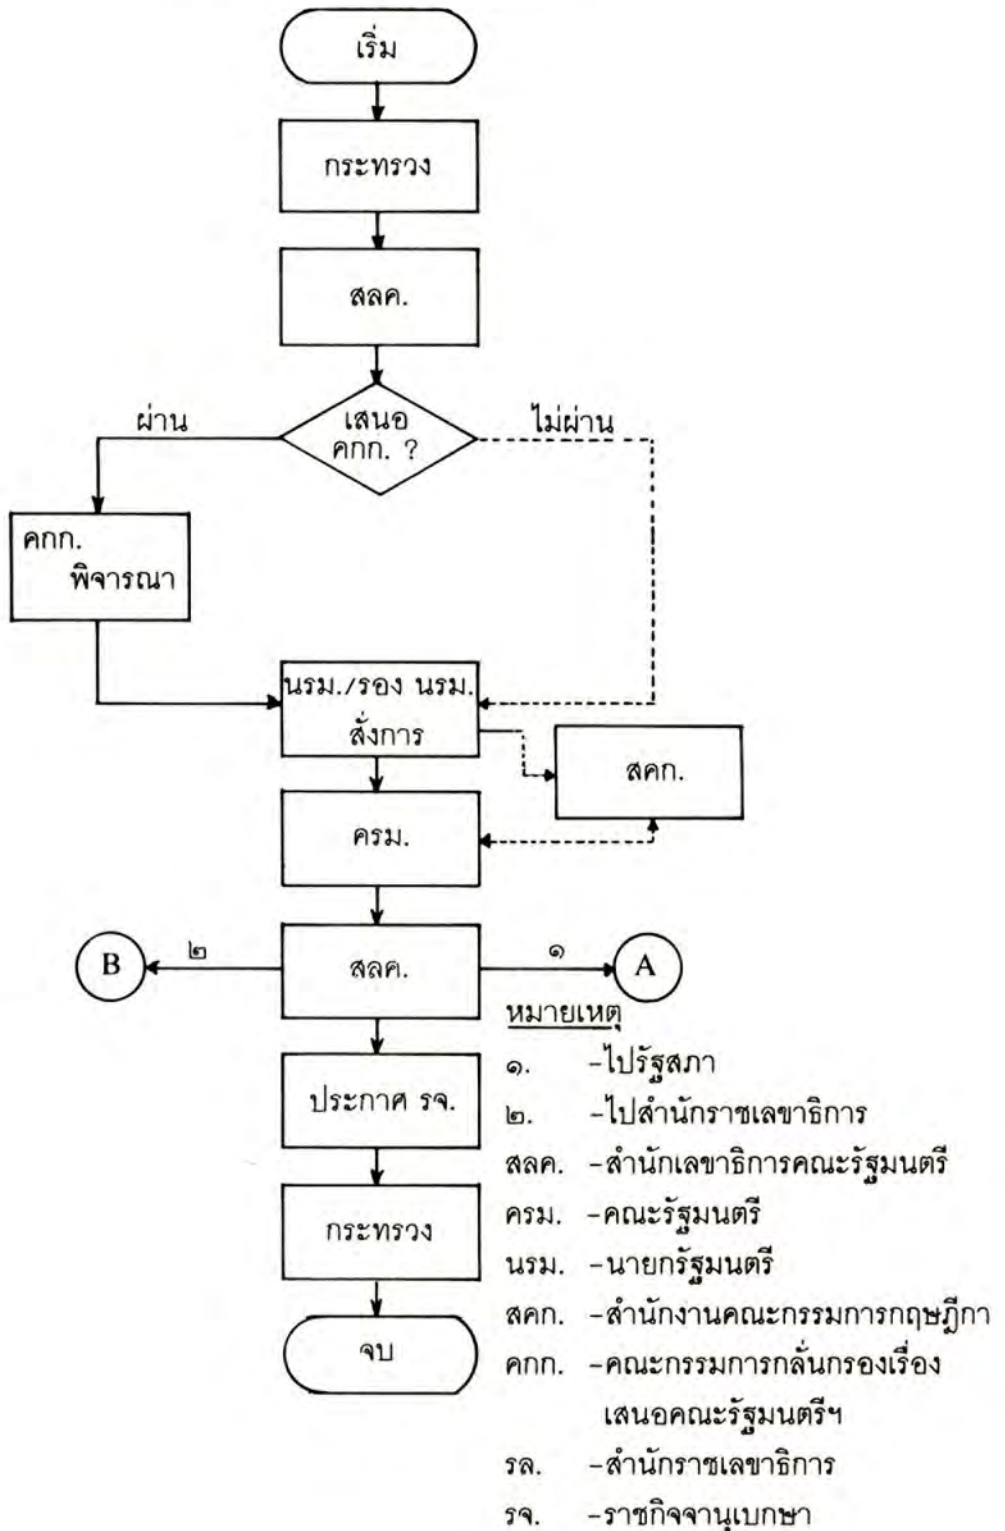 เริ่ม
กระทรวง
สลค.
ผ่าน
เสนอ
คกก. ?
ไม่ผ่าน
คกก.
พิจารณา
นรม./รอง นรม.
สั่งการ
สคก.
ครม.
B
๒
สลค.
๑
A
หมายเหตุ
๑. -ไปรัฐสภา
ประกาศ รจ.
๒. -ไปสำนักราชเลขาธิการ
สลค. -สำนักเลขาธิการคณะรัฐมนตรี
กระทรวง
ครม. -คณะรัฐมนตรี
นรม. -นายกรัฐมนตรี
สคก. -สำนักงานคณะกรรมการกฤษฎีกา
จบ
คกก. -คณะกรรมการกลั่นกรองเรื่อง
เสนอคณะรัฐมนตรีฯ
รล. -สำนักราชเลขาธิการ
รจ. -ราชกิจจานุเบกษา